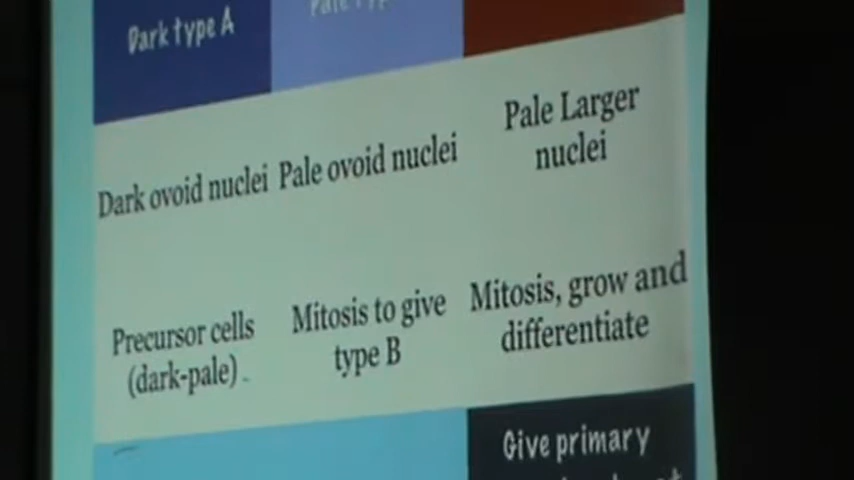 Dark type A
Pale
Dark ovoid nuclei
Pale ovoid nuclei
Pale Larger
nuclei
Precursor cells
(dark-pale)
Mitosis to give
type B
Mitosis, grow and
differentiate
Give primary